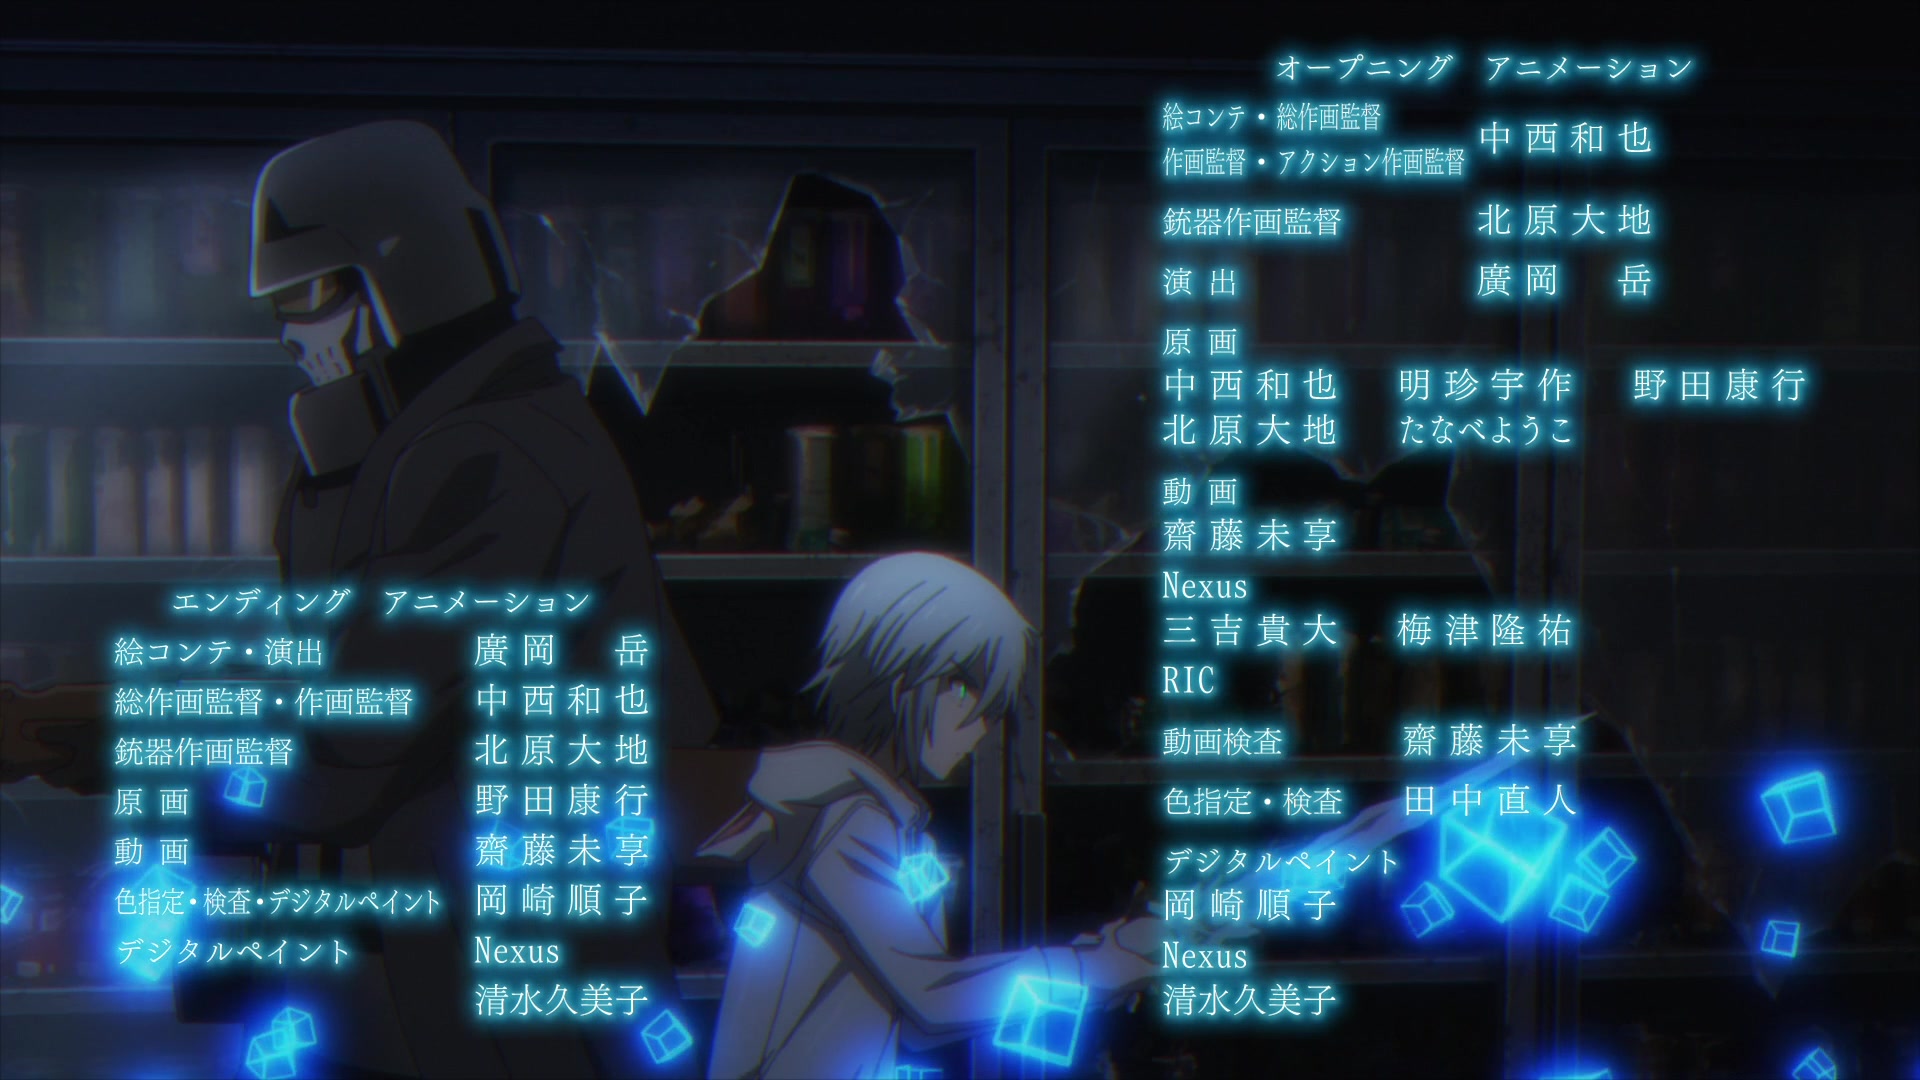 オープニング アニメーション
絵コンテ・総作画監督
作画監督・アクション作画監督 中西和也
銃器作画監督 北原大地
演出 廣岡 岳
原画
中西和也 明珍宇作 野田康行
北原大地 たなべようこ
動画
齋藤未享
Nexus
三吉貴大 梅津隆祐
RIC
動画検査 齋藤未享
色指定・検査 田中直人
デジタルペイント
岡崎順子
Nexus
清水久美子
エンディング アニメーション
絵コンテ・演出 廣岡 岳
総作画監督・作画監督 中西和也
銃器作画監督 北原大地
原画 野田康行
動画 齋藤未享
色指定・検査・デジタルペイント 岡崎順子
デジタルペイント Nexus
清水久美子